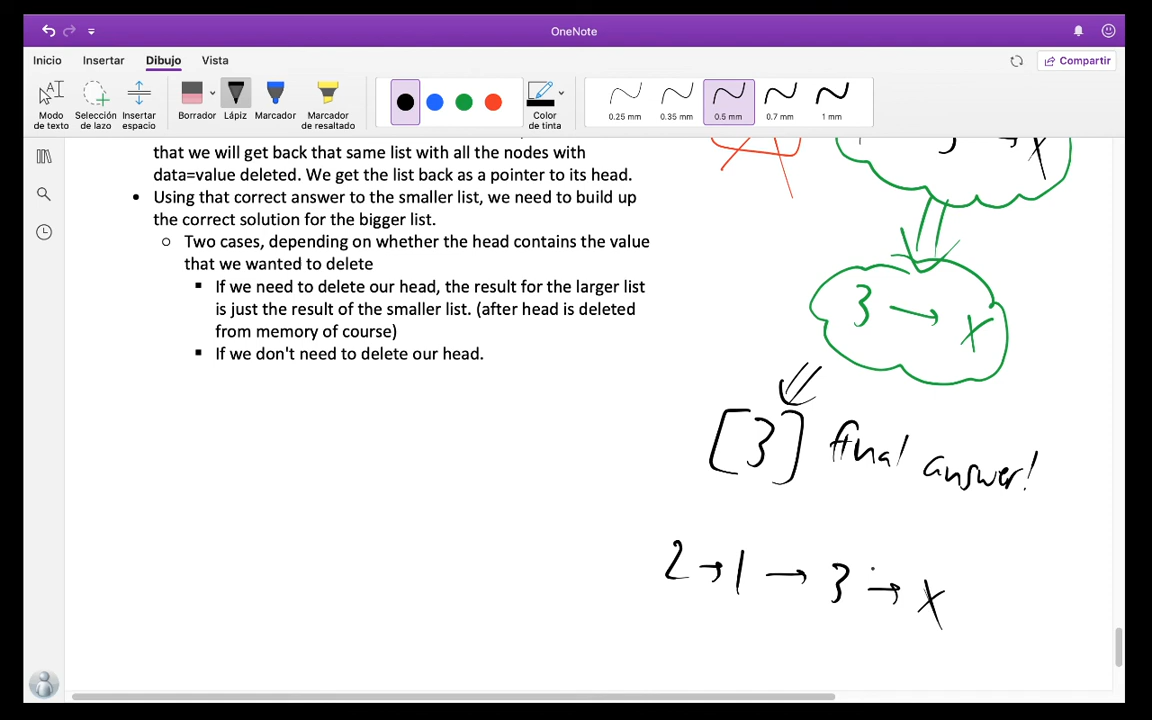 OneNote
Inicio Insertar Dibujo Vista
Compartir
Modo de texto
Selección de lazo
Insertar espacio
Borrador
Lápiz
Marcador
Marcador de resaltado
Color de tinta
0.25 mm 0.35 mm 0.5 mm 0.7 mm 1 mm
that we will get back that same list with all the nodes with
data=value deleted. We get the list back as a pointer to its head.
• Using that correct answer to the smaller list, we need to build up
the correct solution for the bigger list.
○ Two cases, depending on whether the head contains the value
that we wanted to delete
▪ If we need to delete our head, the result for the larger list
is just the result of the smaller list. (after head is deleted
from memory of course)
▪ If we don't need to delete our head.
3 → X
[3] final answer!
2 → 1 → 3 → X